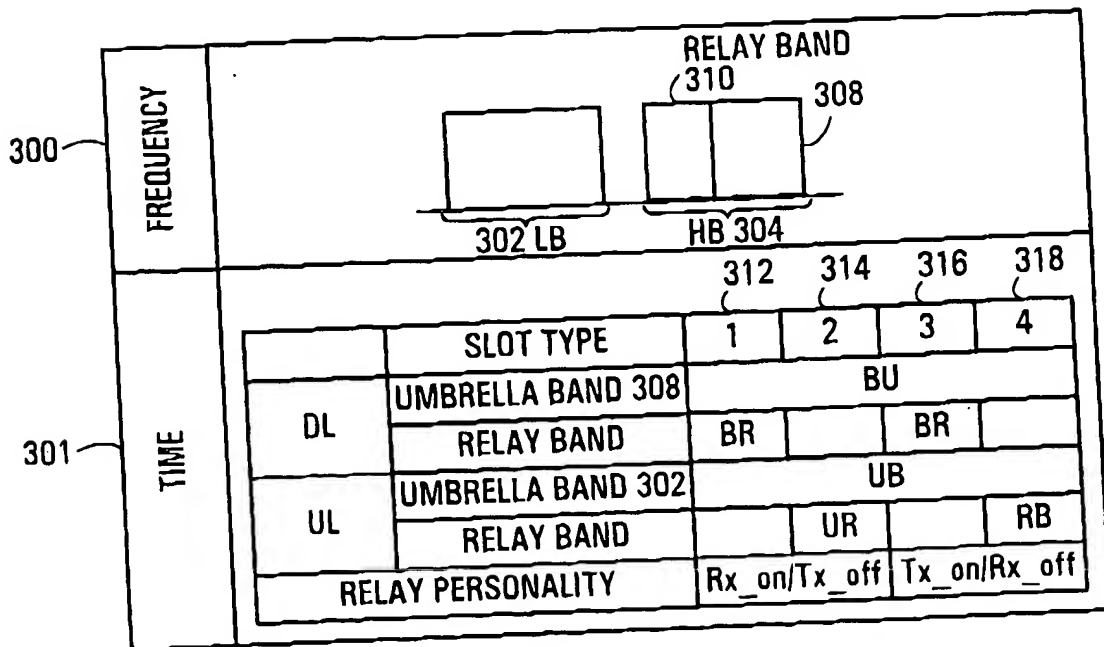 RELAY BAND
310
308
300
FREQUENCY
302 LB
HB 304
312 314 316 318
SLOT TYPE 1 2 3 4
DL
UMBRELLA BAND 308 BU
RELAY BAND BR BR
301
TIME
UL
UMBRELLA BAND 302 UB
RELAY BAND UR RB
RELAY PERSONALITY Rx_on/Tx_off Tx_on/Rx_off